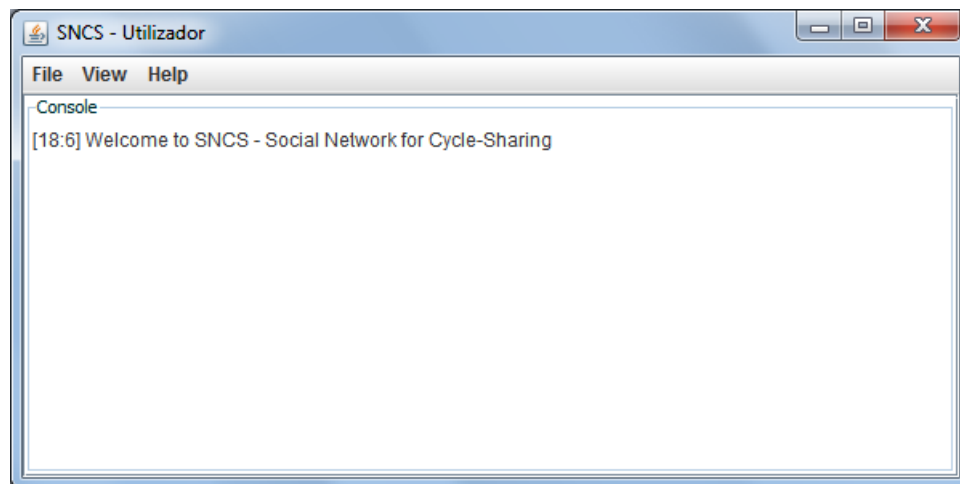 SNCS - Utilizador
File View Help
Console
[18:6] Welcome to SNCS - Social Network for Cycle-Sharing